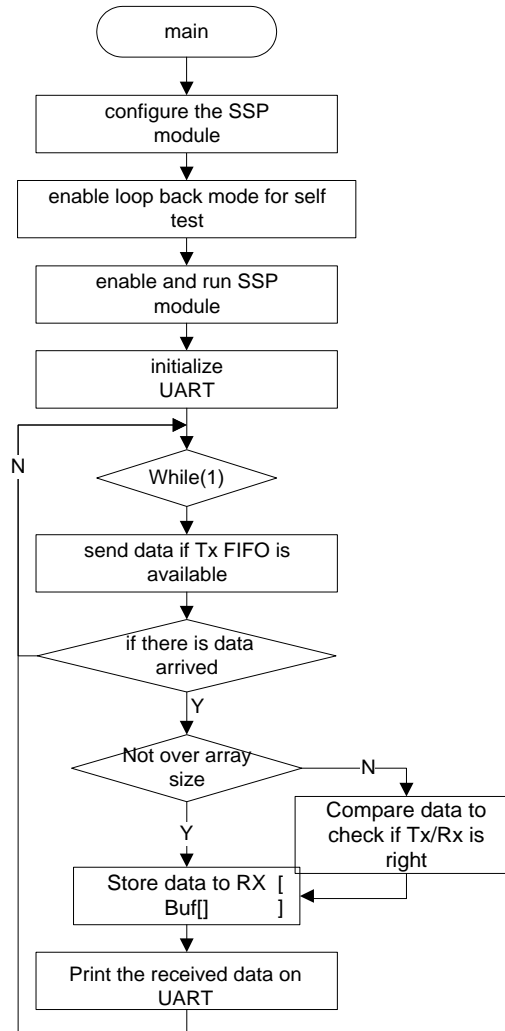 main
configure the SSP
module
enable loop back mode for self
test
enable and run SSP
module
initialize
UART
N
While(1)
send data if Tx FIFO is
available
if there is data
arrived
Y
Not over array
size
N
Y
Compare data to
check if Tx/Rx is
right
Store data to RX [
Buf[] ]
Print the received data on
UART